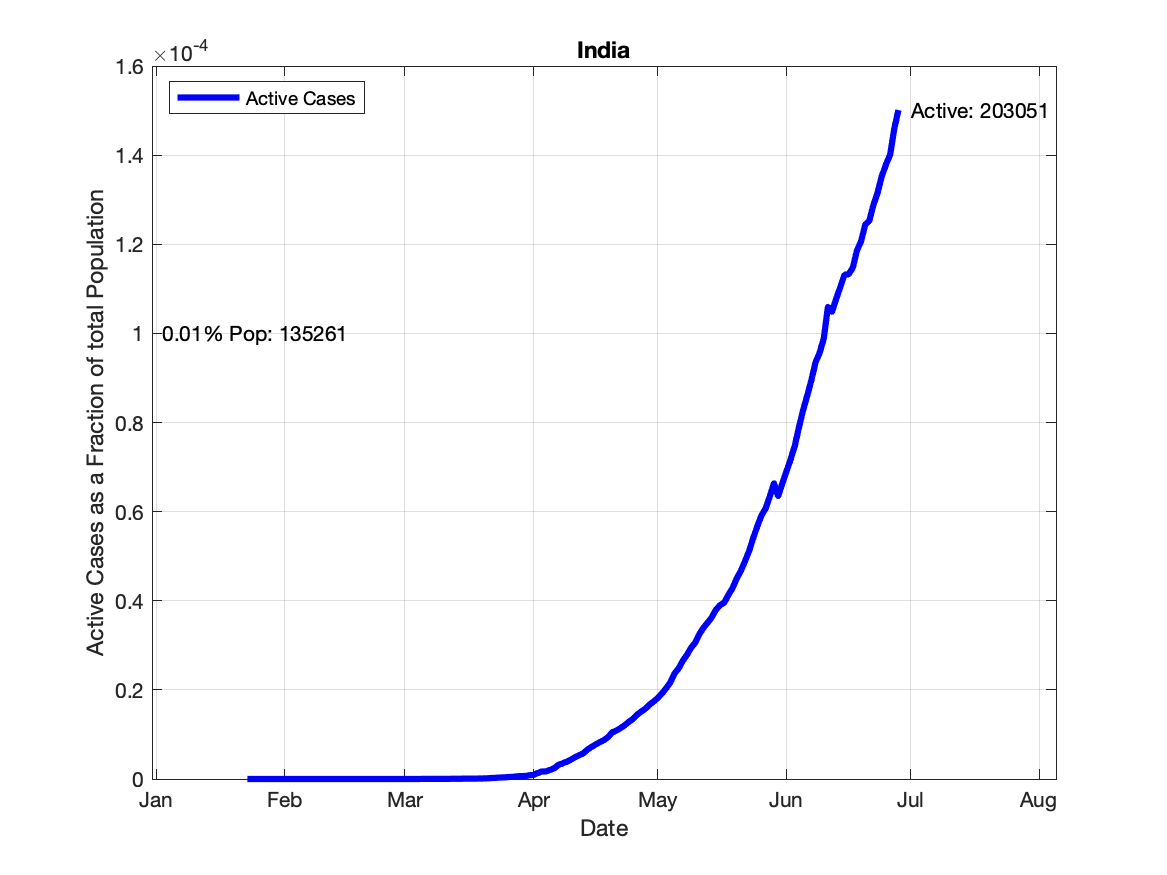 India
×10-4
1.6
1.4
1.2
1
0.8
0.6
0.4
0.2
0
Active Cases as a Fraction of total Population
Active Cases
Active: 203051
0.01% Pop: 135261
Jan Feb Mar Apr May Jun Jul Aug
Date